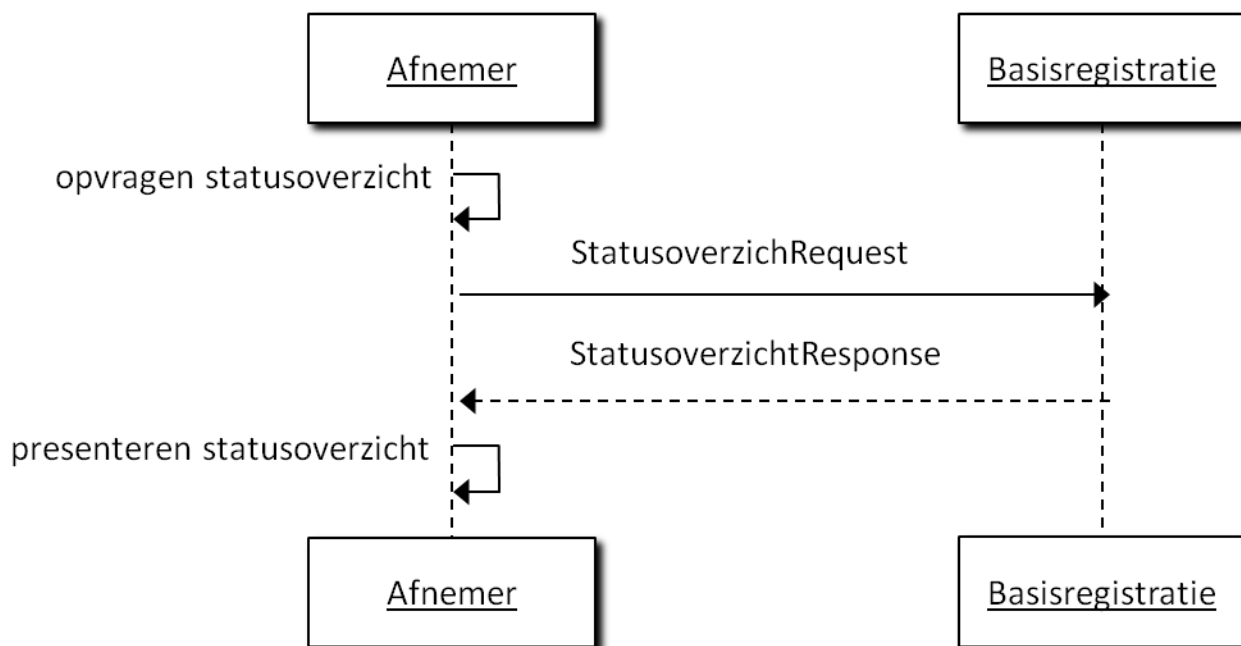 Afnemer
Basisregistratie
opvragen statusoverzicht
StatusoverzichRequest
StatusoverzichtResponse
presenteren statusoverzicht
Afnemer
Basisregistratie